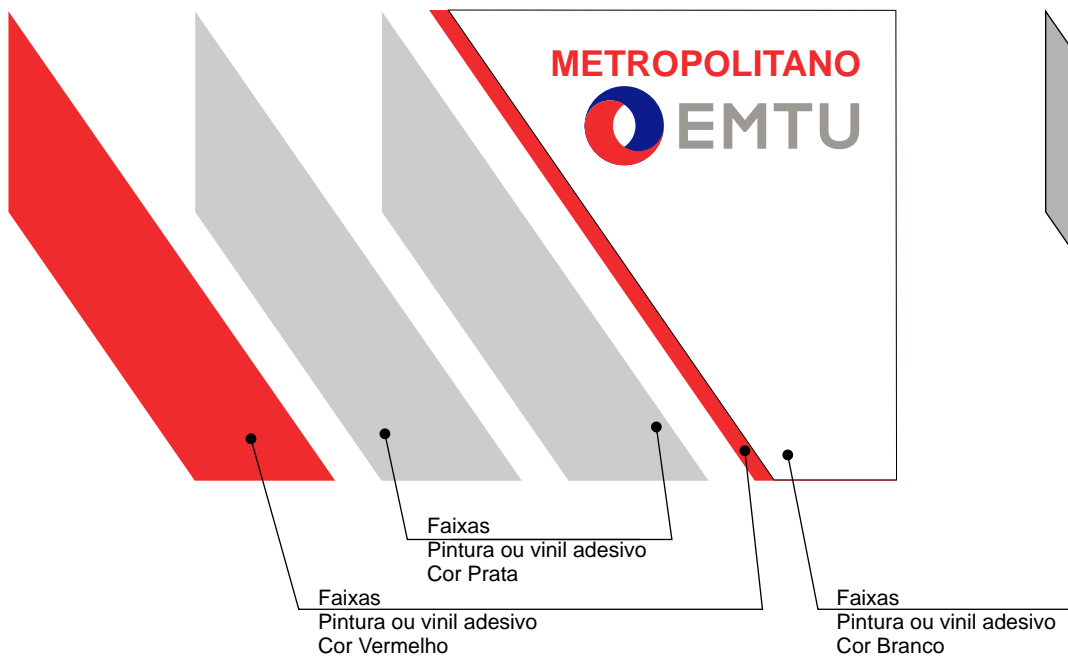 METROPOLITANO
EMTU
Faixas
Pintura ou vinil adesivo
Cor Prata
Faixas
Pintura ou vinil adesivo
Cor Vermelho
Faixas
Pintura ou vinil adesivo
Cor Branco